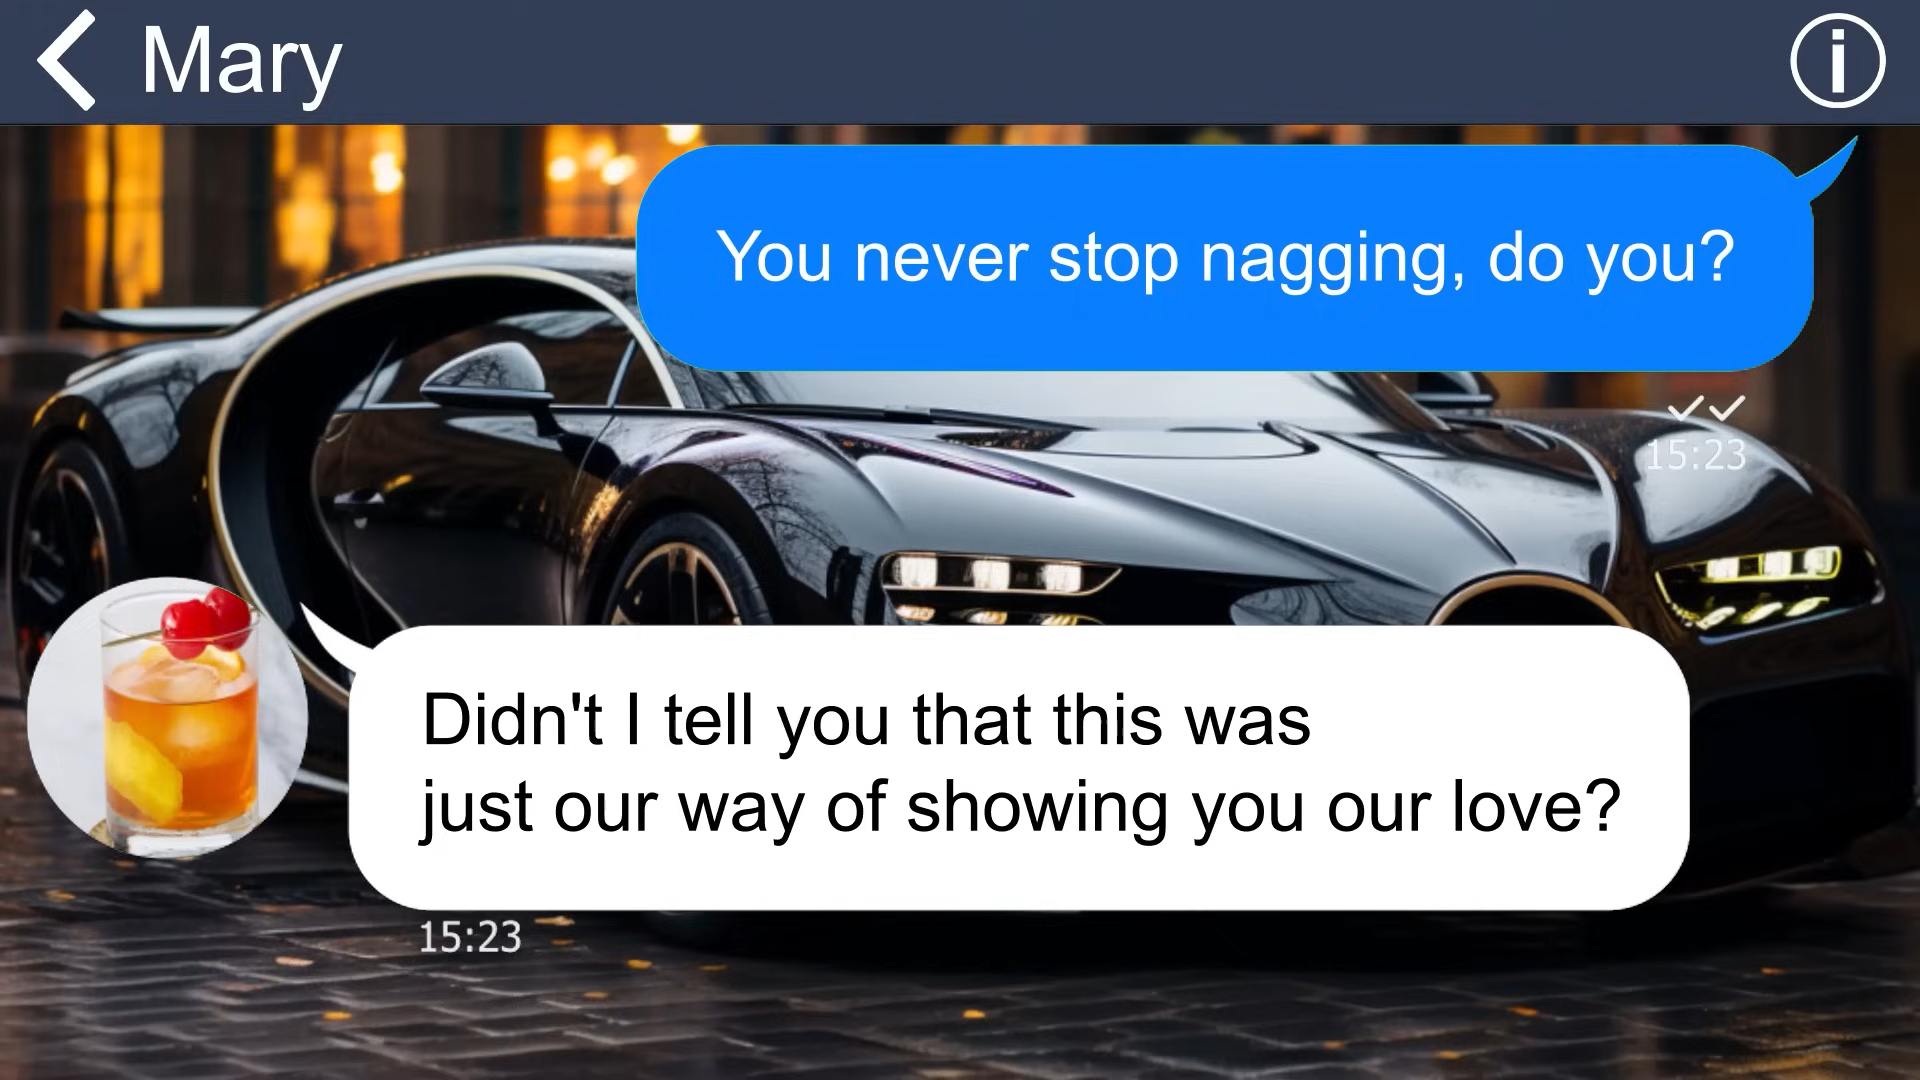 Mary
You never stop nagging, do you?
15:23
Didn't I tell you that this was
just our way of showing you our love?
15:23